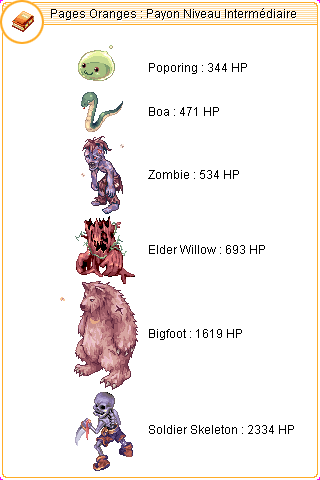 Pages Oranges : Payon Niveau Intermédiaire
Poporing : 344 HP
Boa : 471 HP
Zombie : 534 HP
Elder Willow : 693 HP
Bigfoot : 1619 HP
Soldier Skeleton : 2334 HP